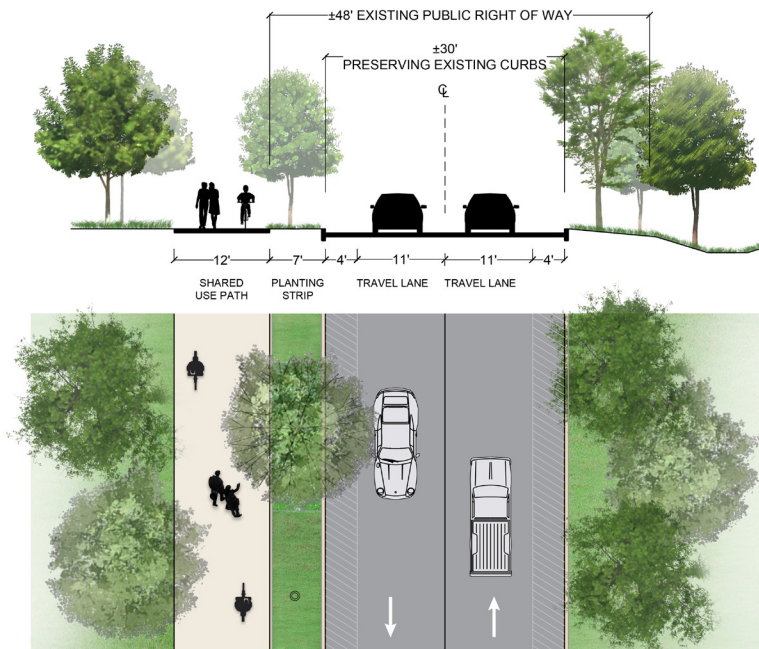 ±48' EXISTING PUBLIC RIGHT OF WAY
±30'
PRESERVING EXISTING CURBS
℄
12' 7' 4' 11' 11' 4'
SHARED USE PATH
PLANTING STRIP
TRAVEL LANE
TRAVEL LANE